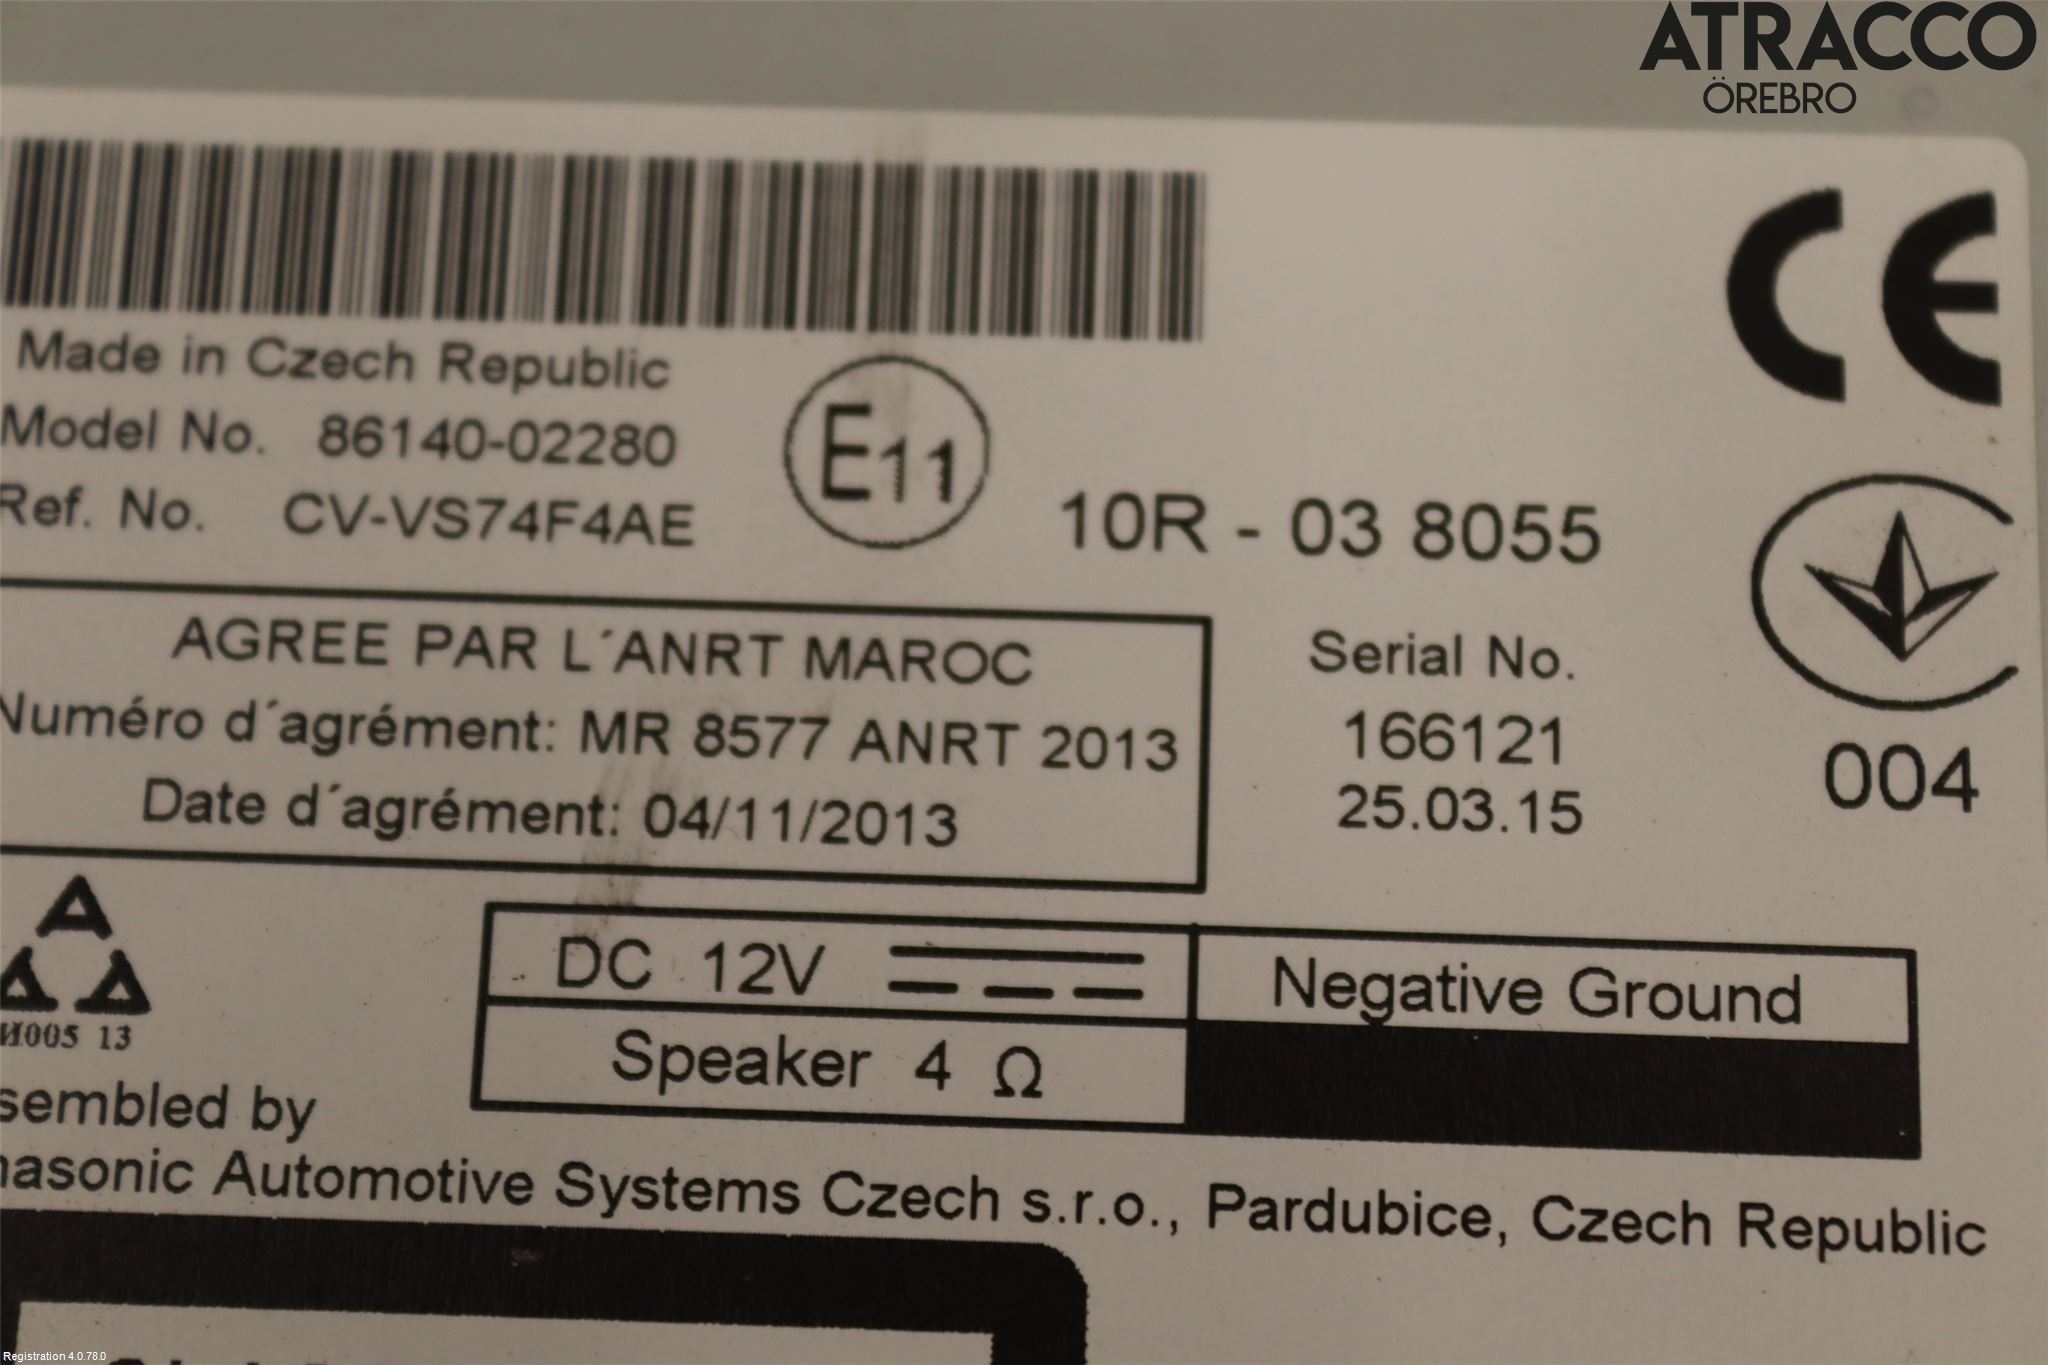 ATRACCO
ÖREBRO
CE
Made in Czech Republic
Model No. 86140-02280
Ref. No. CV-VS74F4AE
E11
10R - 03 8055
AGREE PAR L´ANRT MAROC
Numéro d´agrément: MR 8577 ANRT 2013
Date d´agrément: 04/11/2013
Serial No.
166121
25.03.15
004
И005 13
DC 12V
Negative Ground
Speaker 4 Ω
sembled by
nasonic Automotive Systems Czech s.r.o., Pardubice, Czech Republic
Registration 4.0.78.0